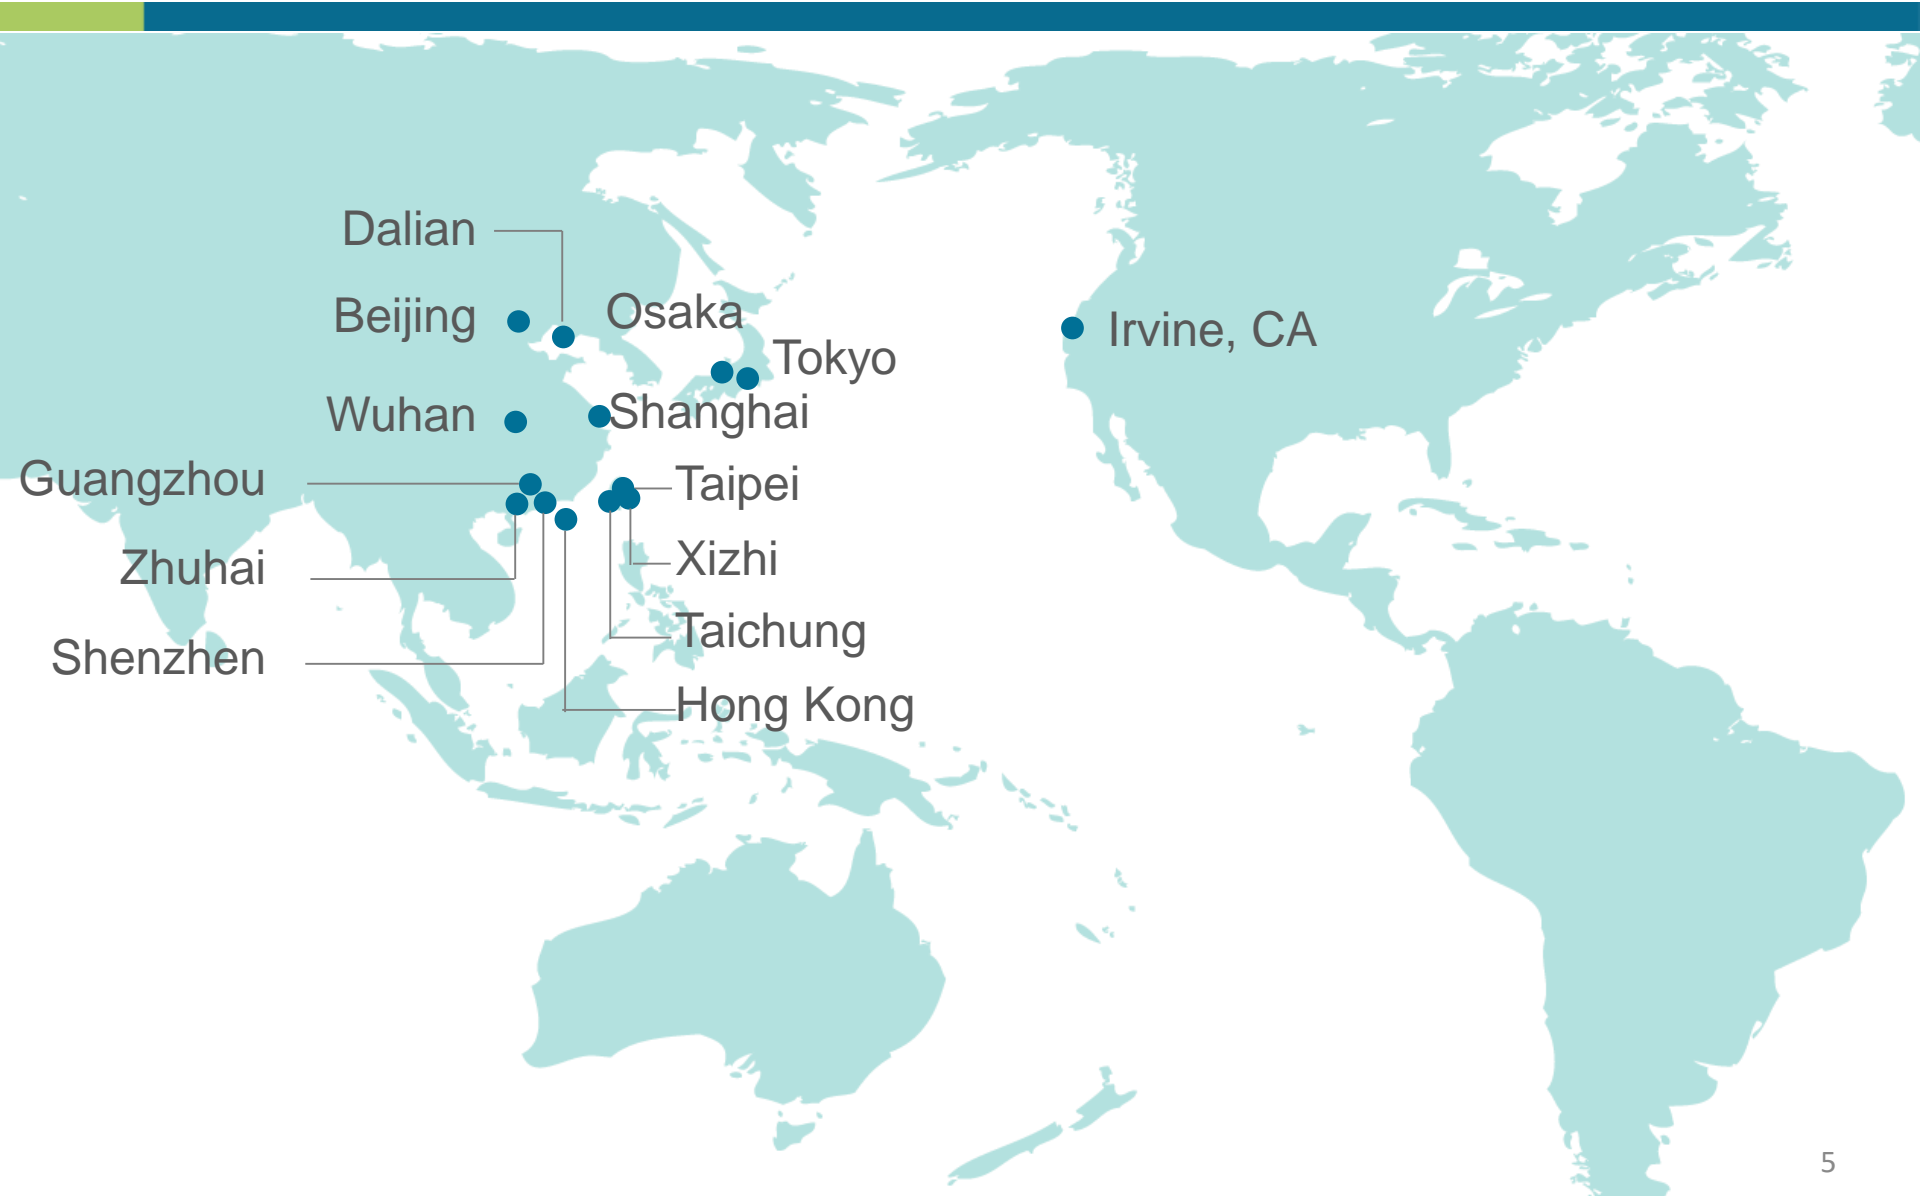 Dalian
Beijing
Osaka
Tokyo
Irvine, CA
Wuhan
Shanghai
Guangzhou
Taipei
Zhuhai
Xizhi
Shenzhen
Taichung
Hong Kong
5